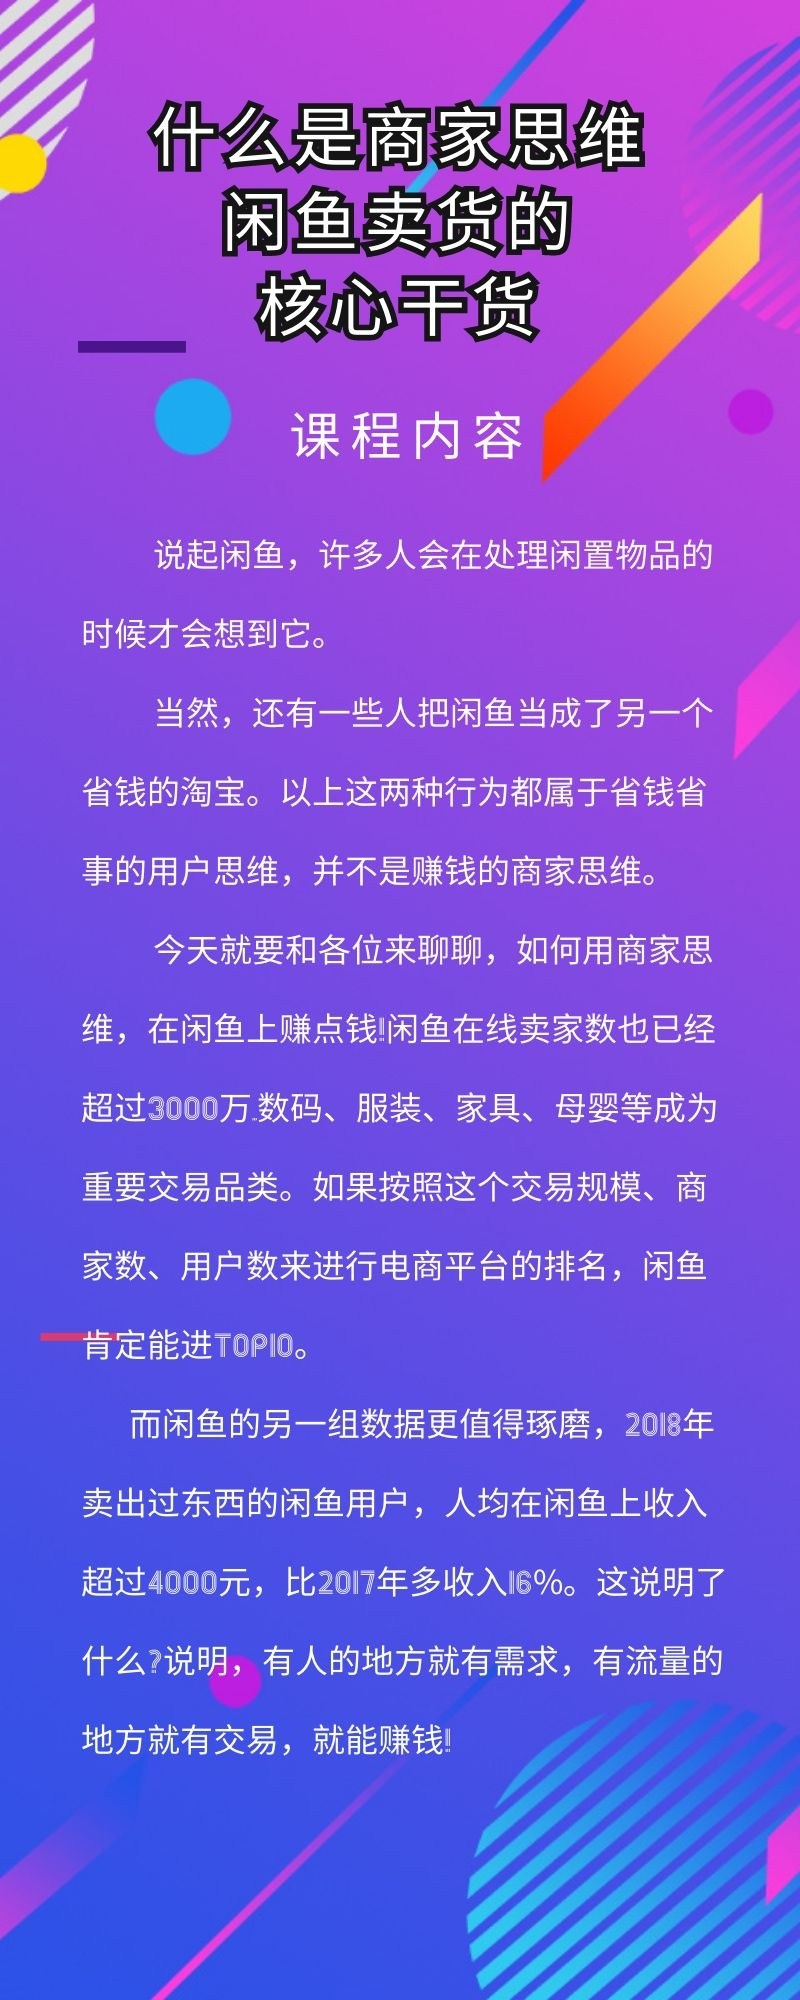 什么是商家思维
闲鱼卖货的
核心干货
课程内容
说起闲鱼，许多人会在处理闲置物品的
时候才会想到它。
当然，还有一些人把闲鱼当成了另一个
省钱的淘宝。以上这两种行为都属于省钱省
事的用户思维，并不是赚钱的商家思维。
今天就要和各位来聊聊，如何用商家思
维，在闲鱼上赚点钱!闲鱼在线卖家数也已经
超过3000万.数码、服装、家具、母婴等成为
重要交易品类。如果按照这个交易规模、商
家数、用户数来进行电商平台的排名，闲鱼
肯定能进TOP10。
而闲鱼的另一组数据更值得琢磨，2018年
卖出过东西的闲鱼用户，人均在闲鱼上收入
超过4000元，比2017年多收入16%。这说明了
什么?说明，有人的地方就有需求，有流量的
地方就有交易，就能赚钱!